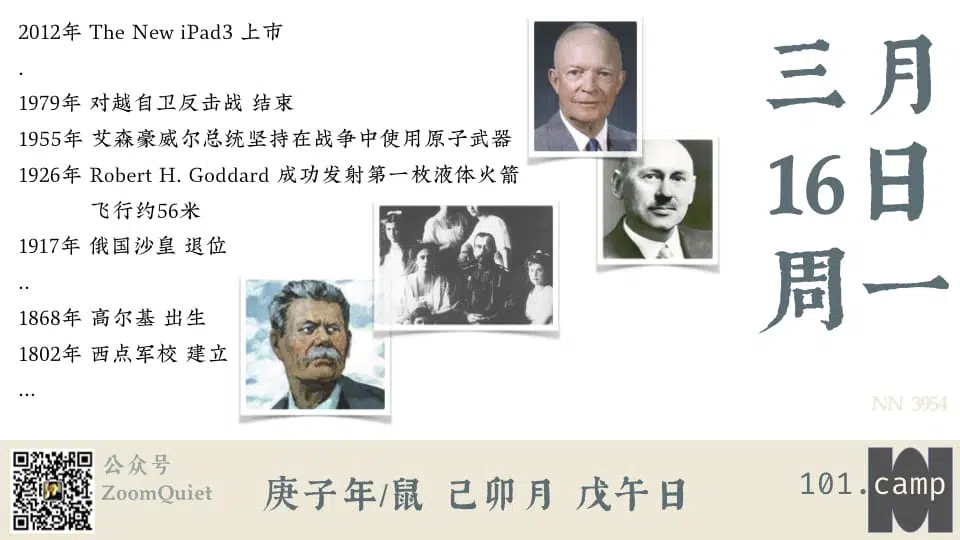 2012年 The New iPad3 上市
.
1979年 对越自卫反击战 结束
1955年 艾森豪威尔总统坚持在战争中使用原子武器
1926年 Robert H. Goddard 成功发射第一枚液体火箭
飞行约56米
1917年 俄国沙皇 退位
..
1868年 高尔基 出生
1802年 西点军校 建立
...
三月
16日
周一
NN 3954
公众号
ZoomQuiet
庚子年/鼠 己卯月 戊午日
101.camp